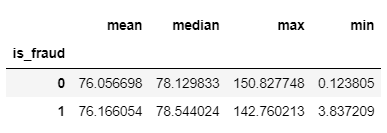 mean median max min
is_fraud
0 76.056698 78.129833 150.827748 0.123805
1 76.166054 78.544024 142.760213 3.837209